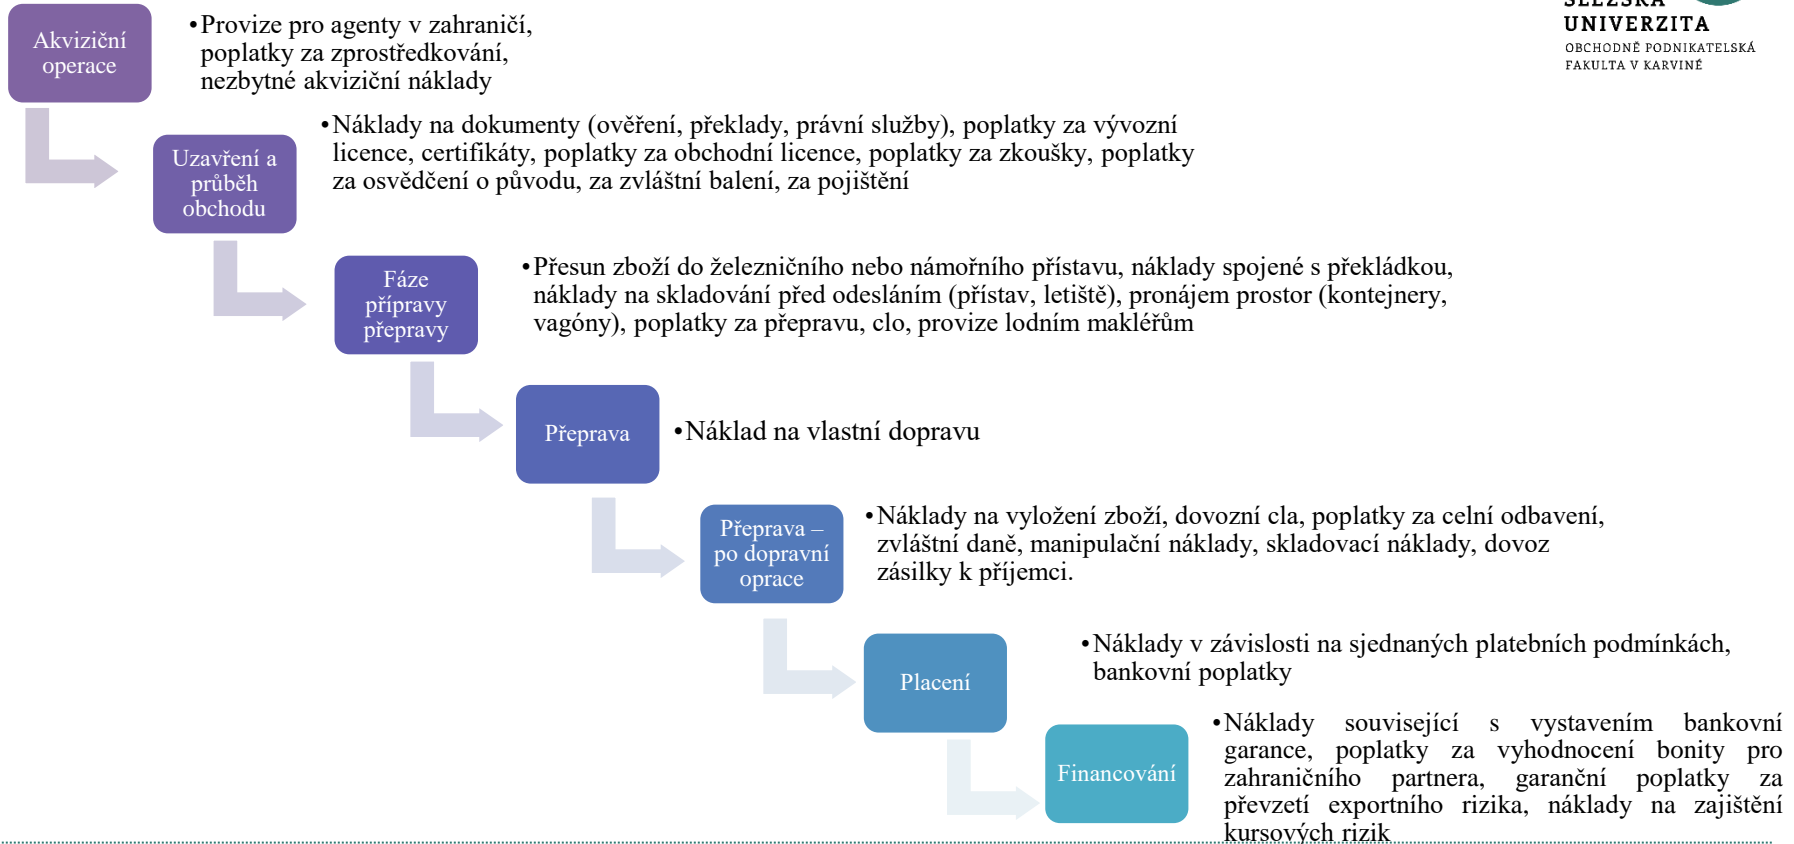 SLEZSKÁ
UNIVERZITA
OBCHODNĚ PODNIKATELSKÁ
FAKULTA V KARVINÉ
Akviziční
operace
•Provize pro agenty v zahraničí,
poplatky za zprostředkování,
nezbytné akviziční náklady
Uzavření a
průběh
obchodu
•Náklady na dokumenty (ověření, překlady, právní služby), poplatky za vývozní
licence, certifikáty, poplatky za obchodní licence, poplatky za zkoušky, poplatky
za osvědčení o původu, za zvláštní balení, za pojištění
Fáze
přípravy
přepravy
•Přesun zboží do železničního nebo námořního přístavu, náklady spojené s překládkou,
náklady na skladování před odesláním (přístav, letiště), pronájem prostor (kontejnery,
vagóny), poplatky za přepravu, clo, provize lodním makléřům
Přeprava
•Náklad na vlastní dopravu
Přeprava –
po dopravní
oprace
•Náklady na vyložení zboží, dovozní cla, poplatky za celní odbavení,
zvláštní daně, manipulační náklady, skladovací náklady, dovoz
zásilky k příjemci.
Placení
•Náklady v závislosti na sjednaných platebních podmínkách,
bankovní poplatky
Financování
•Náklady související s vystavením bankovní
garance, poplatky za vyhodnocení bonity pro
zahraničního partnera, garanční poplatky za
převzetí exportního rizika, náklady na zajištění
kursových rizik